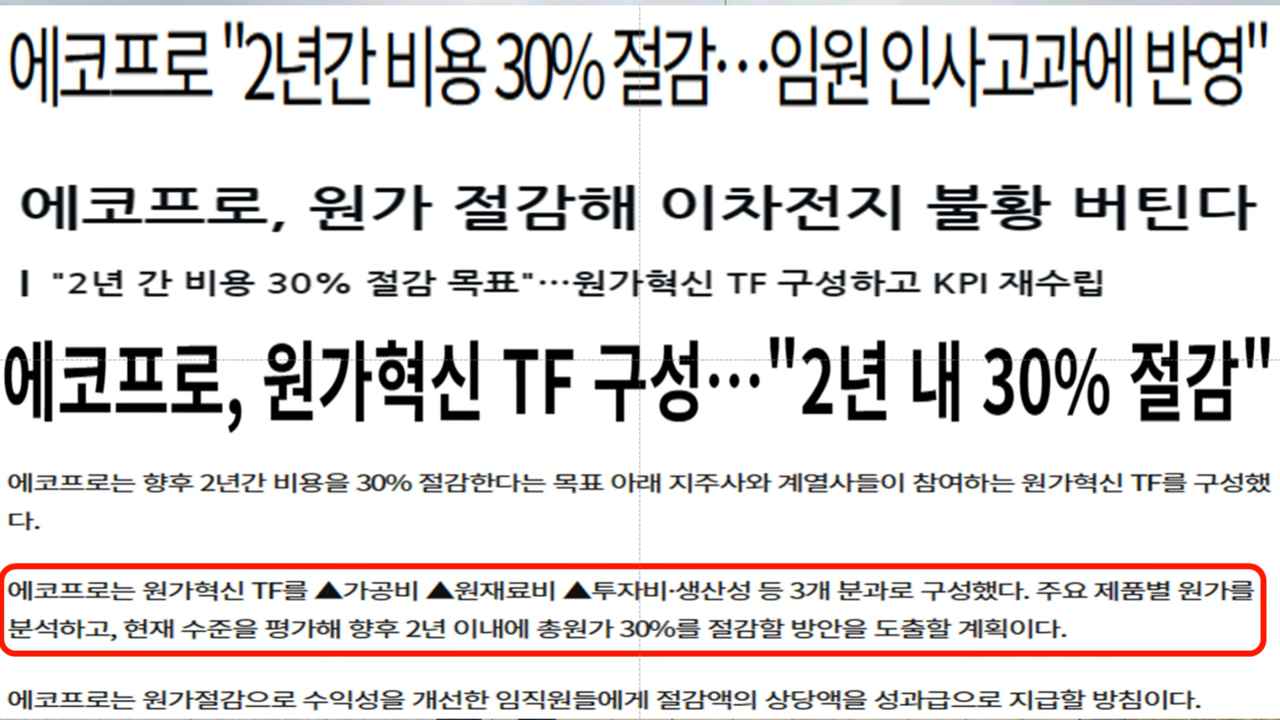 에코프로 "2년간 비용 30% 절감…임원 인사고과에 반영"
에코프로, 원가 절감해 이차전지 불황 버틴다
| "2년 간 비용 30% 절감 목표"…원가혁신 TF 구성하고 KPI 재수립
에코프로, 원가혁신 TF 구성…"2년 내 30% 절감"
에코프로는 향후 2년간 비용을 30% 절감한다는 목표 아래 지주사와 계열사들이 참여하는 원가혁신 TF를 구성했
다.
에코프로는 원가혁신 TF를 ▲가공비 ▲원재료비 ▲투자비·생산성 등 3개 분과로 구성했다. 주요 제품별 원가를
분석하고, 현재 수준을 평가해 향후 2년 이내에 총원가 30%를 절감할 방안을 도출할 계획이다.
에코프로는 원가절감으로 수익성을 개선한 임직원들에게 절감액의 상당액을 성과급으로 지급할 방침이다.